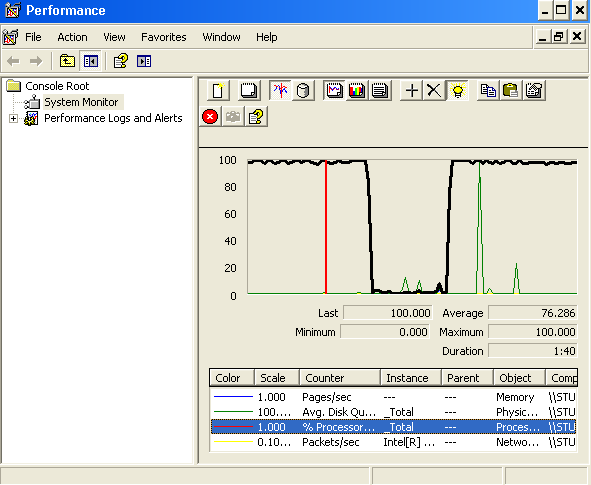 Performance
File Action View Favorites Window Help
Console Root
System Monitor
Performance Logs and Alerts
100
80
60
40
20
0
Last 100.000 Average 76.286
Minimum 0.000 Maximum 100.000
Duration 1:40
Color Scale Counter Instance Parent Object Comp
1.000 Pages/sec --- --- Memory \\STU
100.... Avg. Disk Qu... _Total --- Physic... \\STU
1.000 % Processor... _Total --- Proces... \\STU
0.10... Packets/sec Intel[R] ... --- Netwo... \\STU